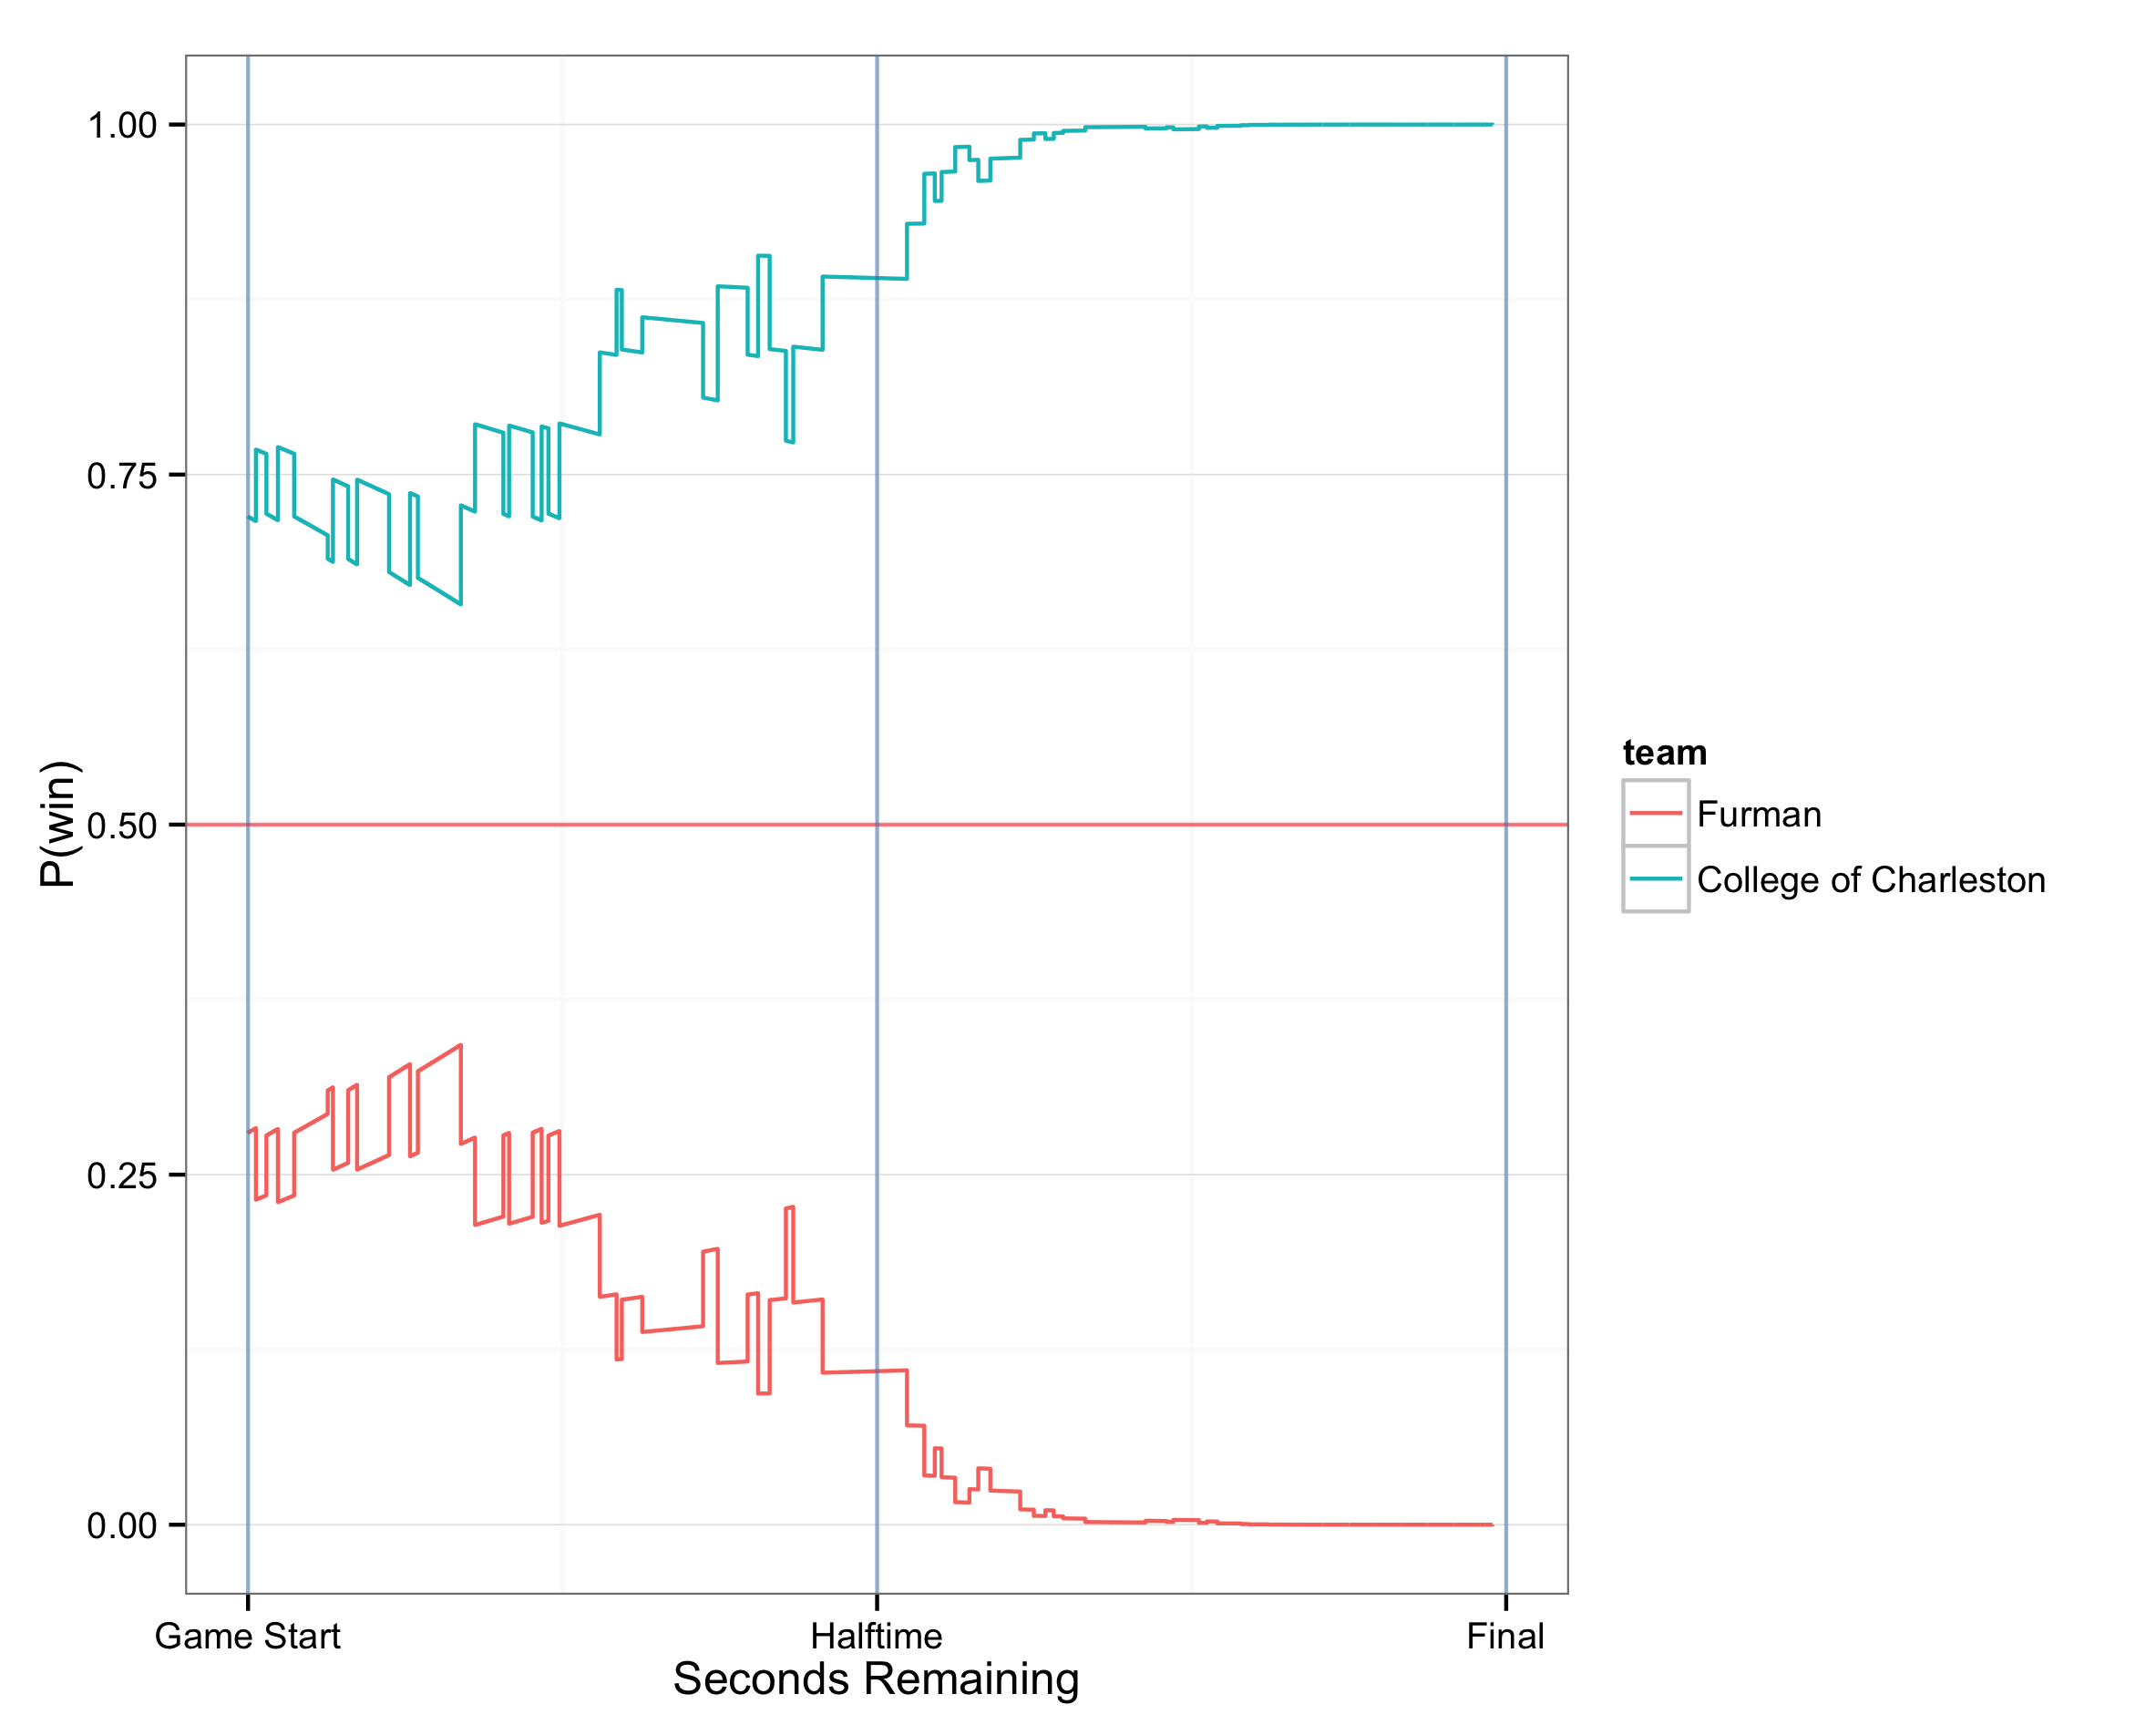 1.00
0.75
0.50
0.25
0.00
P(win)
Game Start
Halftime
Final
Seconds Remaining
team
Furman
College of Charleston